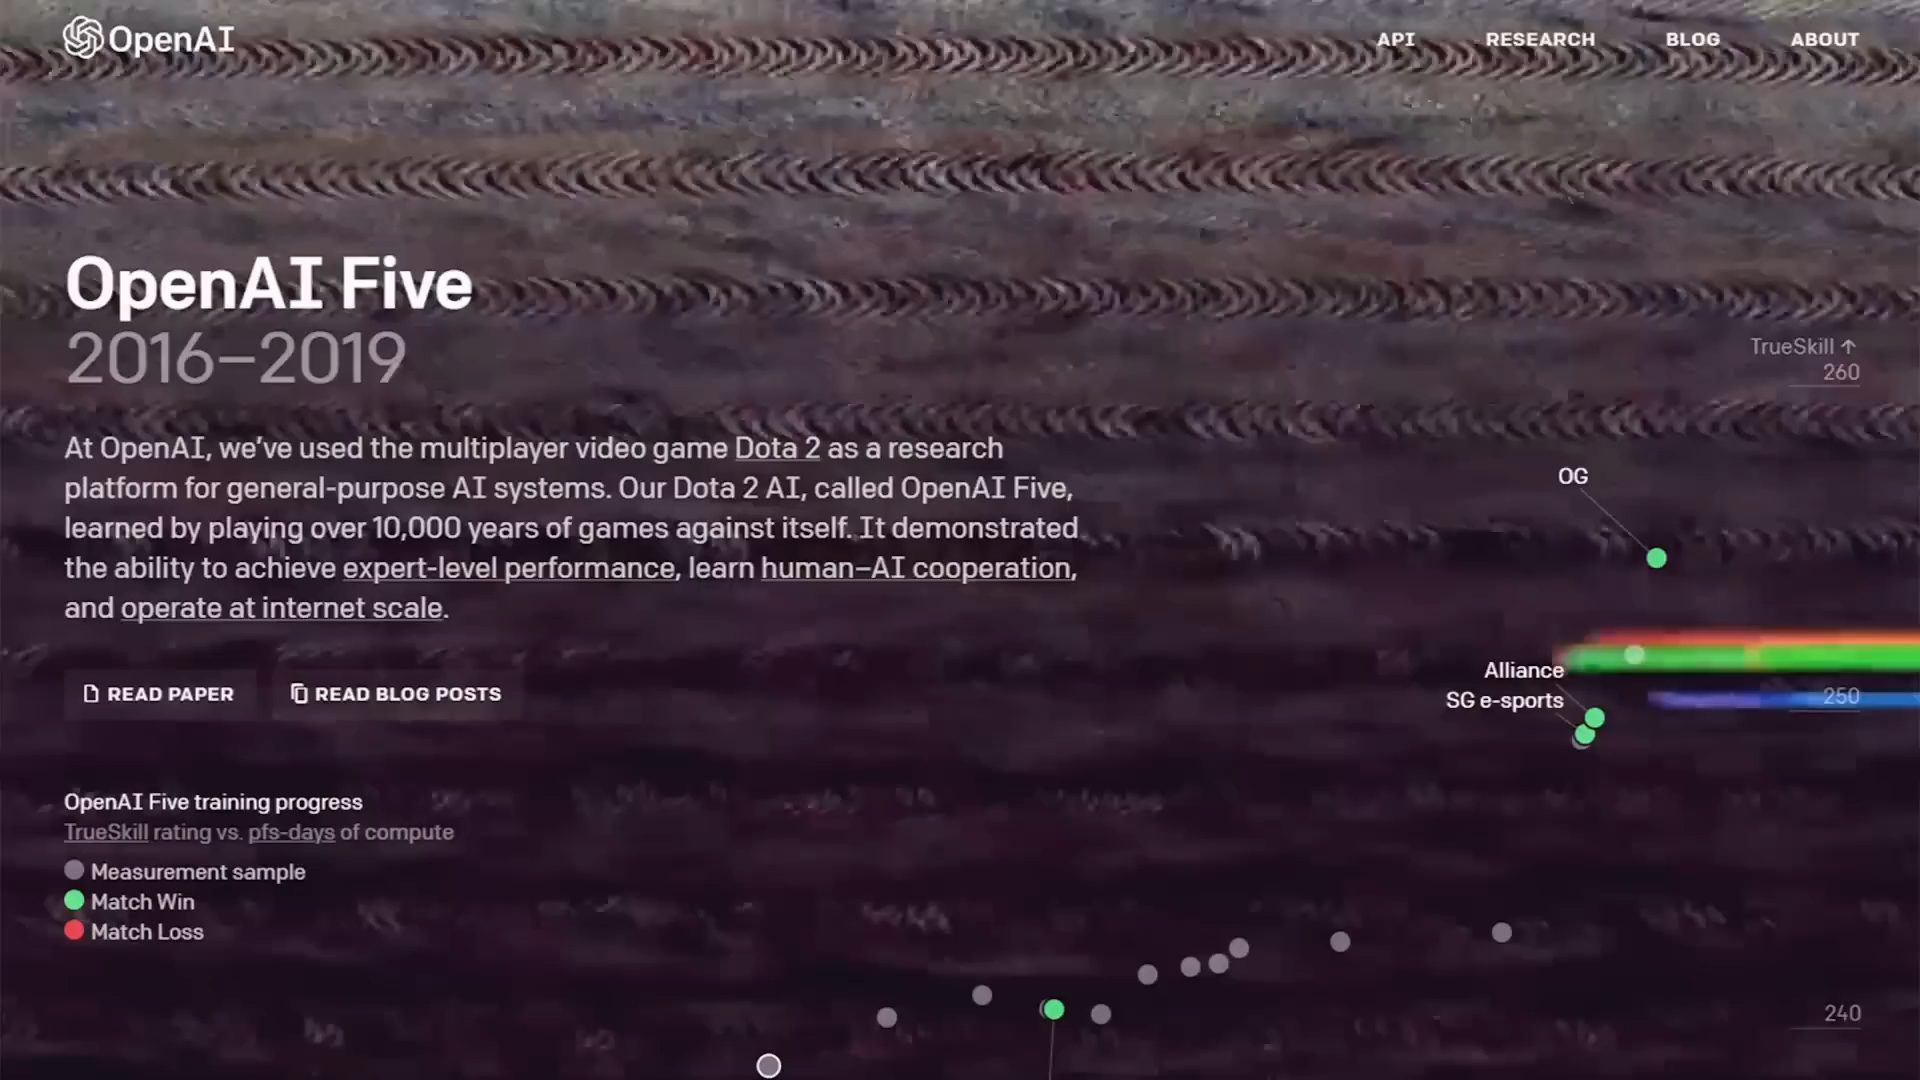 OpenAI
API RESEARCH BLOG ABOUT
OpenAI Five
2016–2019
TrueSkill ↑
260
At OpenAI, we’ve used the multiplayer video game Dota 2 as a research
platform for general-purpose AI systems. Our Dota 2 AI, called OpenAI Five,
learned by playing over 10,000 years of games against itself. It demonstrated
the ability to achieve expert-level performance, learn human–AI cooperation,
and operate at internet scale.
OG
Alliance
SG e-sports
250
READ PAPER
READ BLOG POSTS
OpenAI Five training progress
TrueSkill rating vs. pfs-days of compute
Measurement sample
Match Win
Match Loss
240